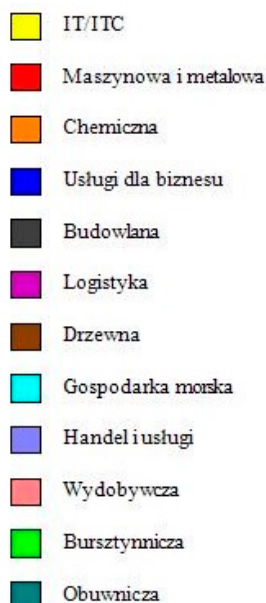 IT/ITC
Maszynowa i metalowa
Chemiczna
Usługi dla biznesu
Budowlana
Logistyka
Drzewna
Gospodarka morska
Handel i usługi
Wydobywcza
Bursztynnicza
Obuwnicza